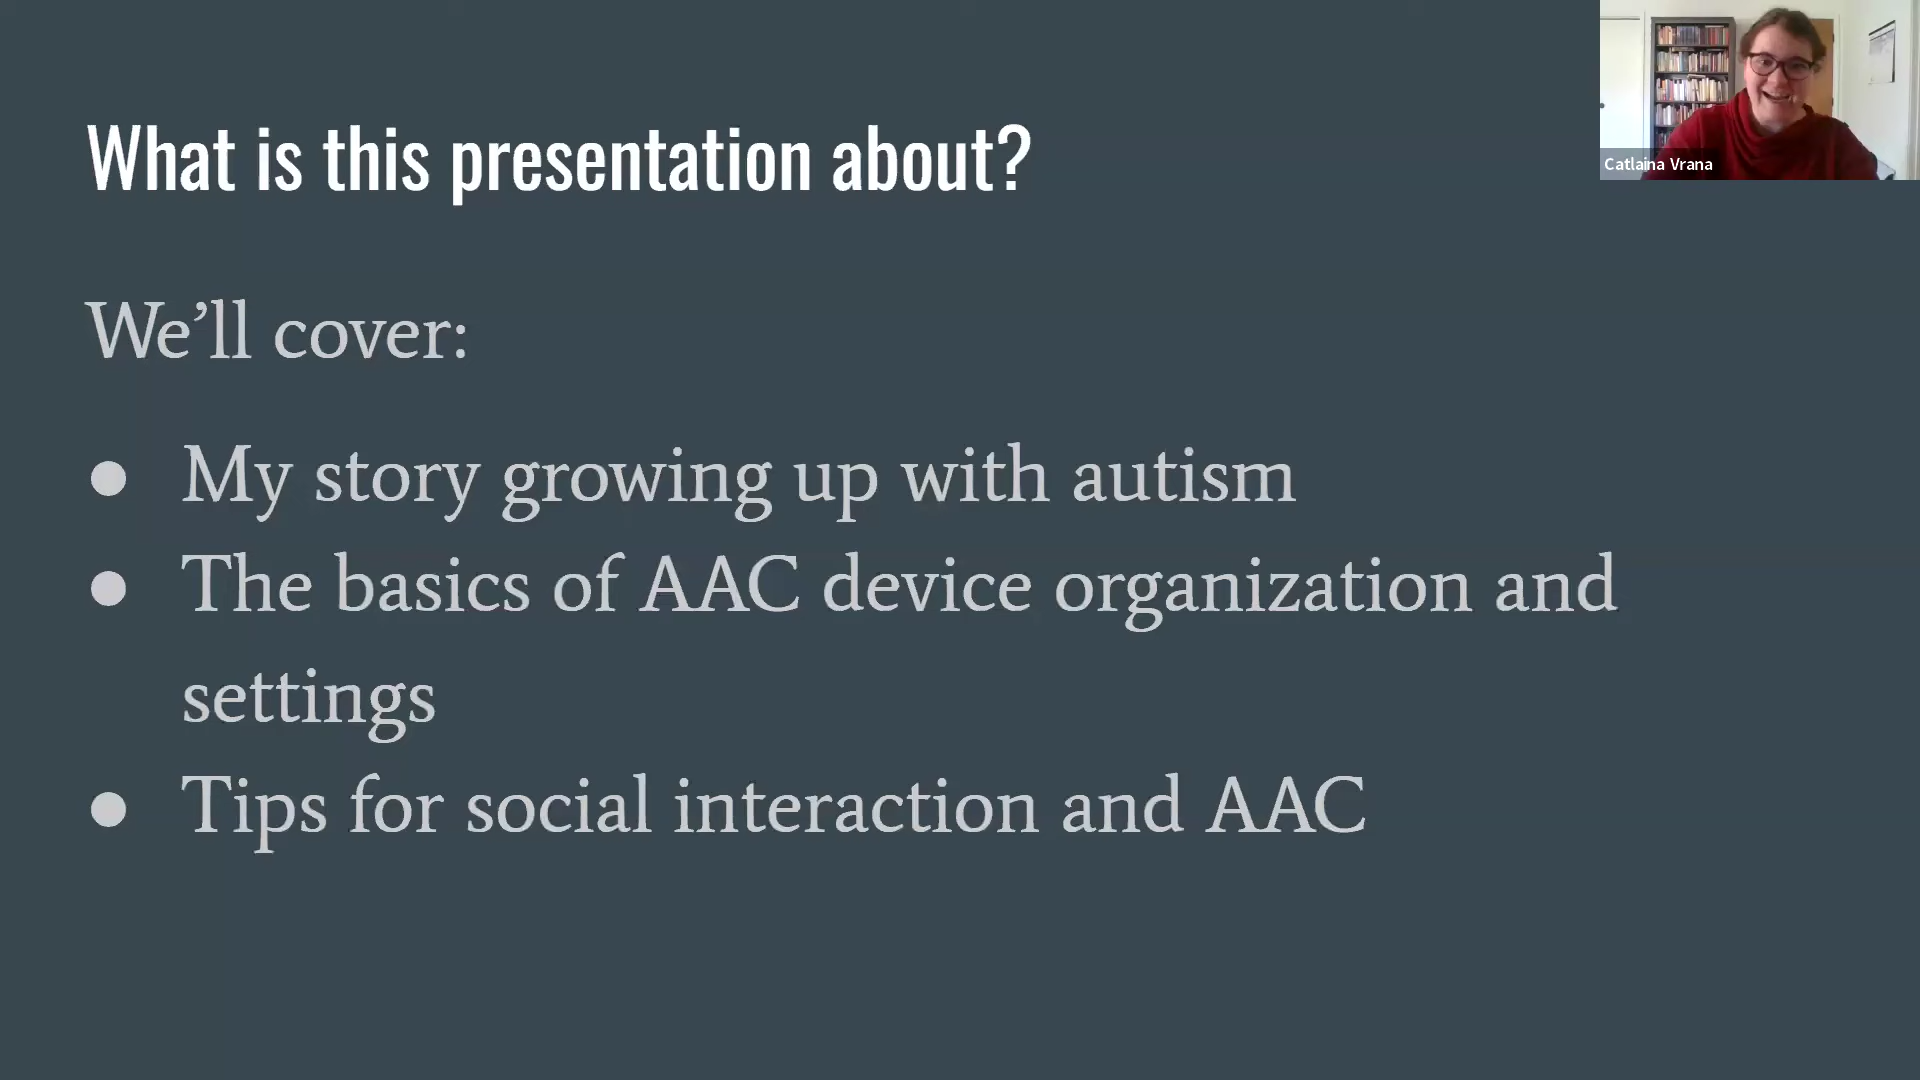 What is this presentation about?
Catlaina Vrana
We’ll cover:
● My story growing up with autism
● The basics of AAC device organization and
settings
● Tips for social interaction and AAC